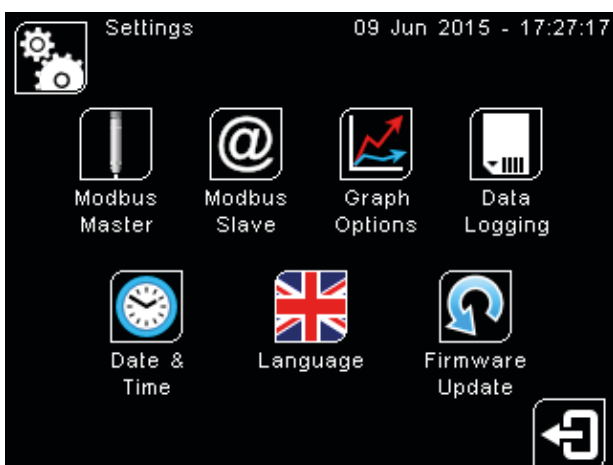 Settings 09 Jun 2015 - 17:27:17
@
Modbus Master
Modbus Slave
Graph Options
Data Logging
Date & Time
Language
Firmware Update